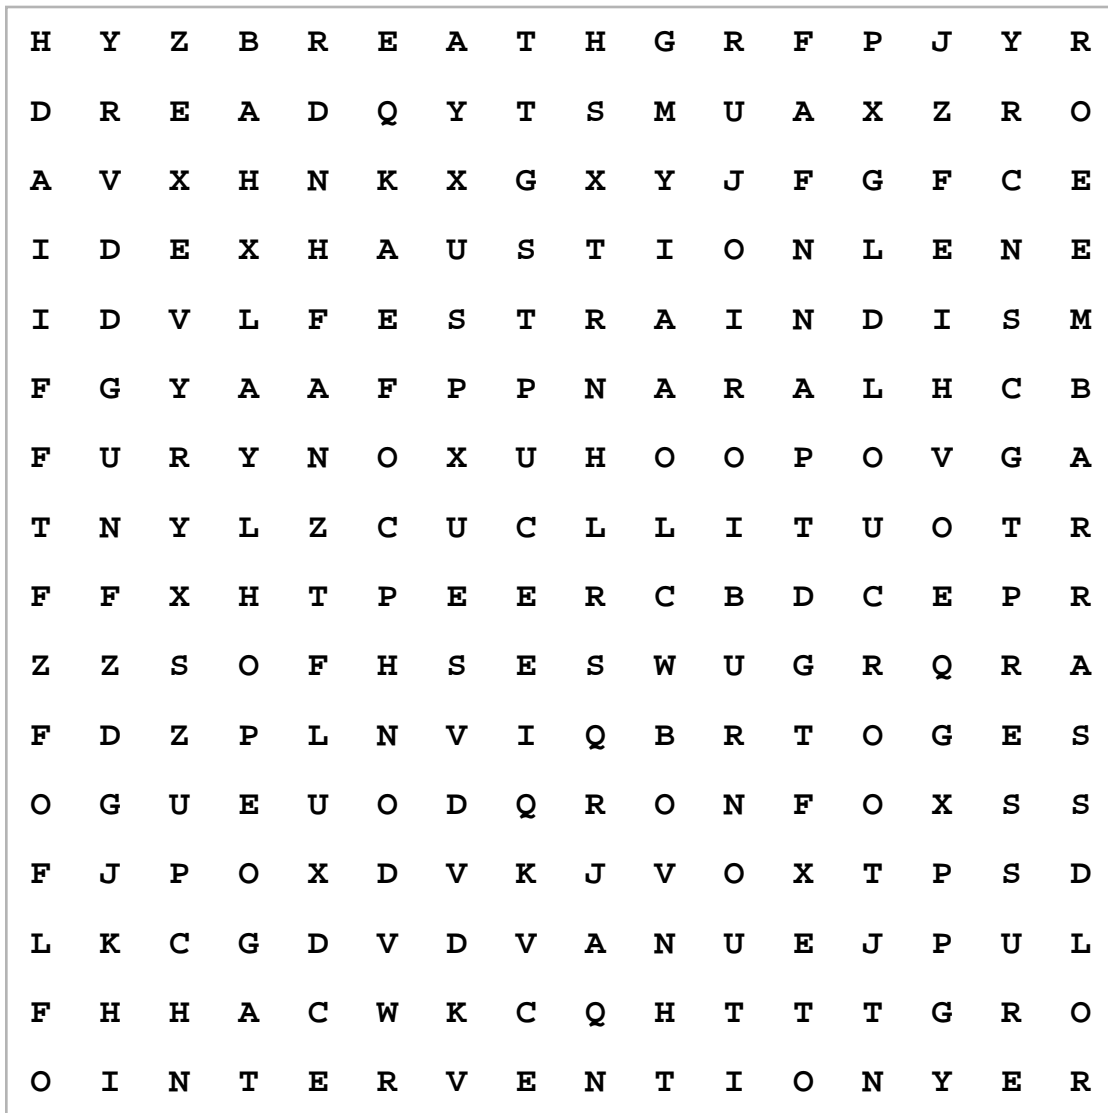 H Y Z B R E A T H G R F P J Y R
D R E A D Q Y T S M U A X Z R O
A V X H N K X G X Y J F G F C E
I D E X H A U S T I O N L E N E
I D V L F E S T R A I N D I S M
F G Y A A F P P N A R A L H C B
F U R Y N O X U H O O P O V G A
T N Y L Z C U C L L I T U O T R
F F X H T P E E R C B D C E P R
Z Z S O F H S E S W U G R Q R A
F D Z P L N V I Q B R T O G E S
O G U E U O D Q R O N F O X S S
F J P O X D V K J V O X T P S D
L K C G D V D V A N U E J P U L
F H H A C W K C Q H T T T G R O
O I N T E R V E N T I O N Y E R